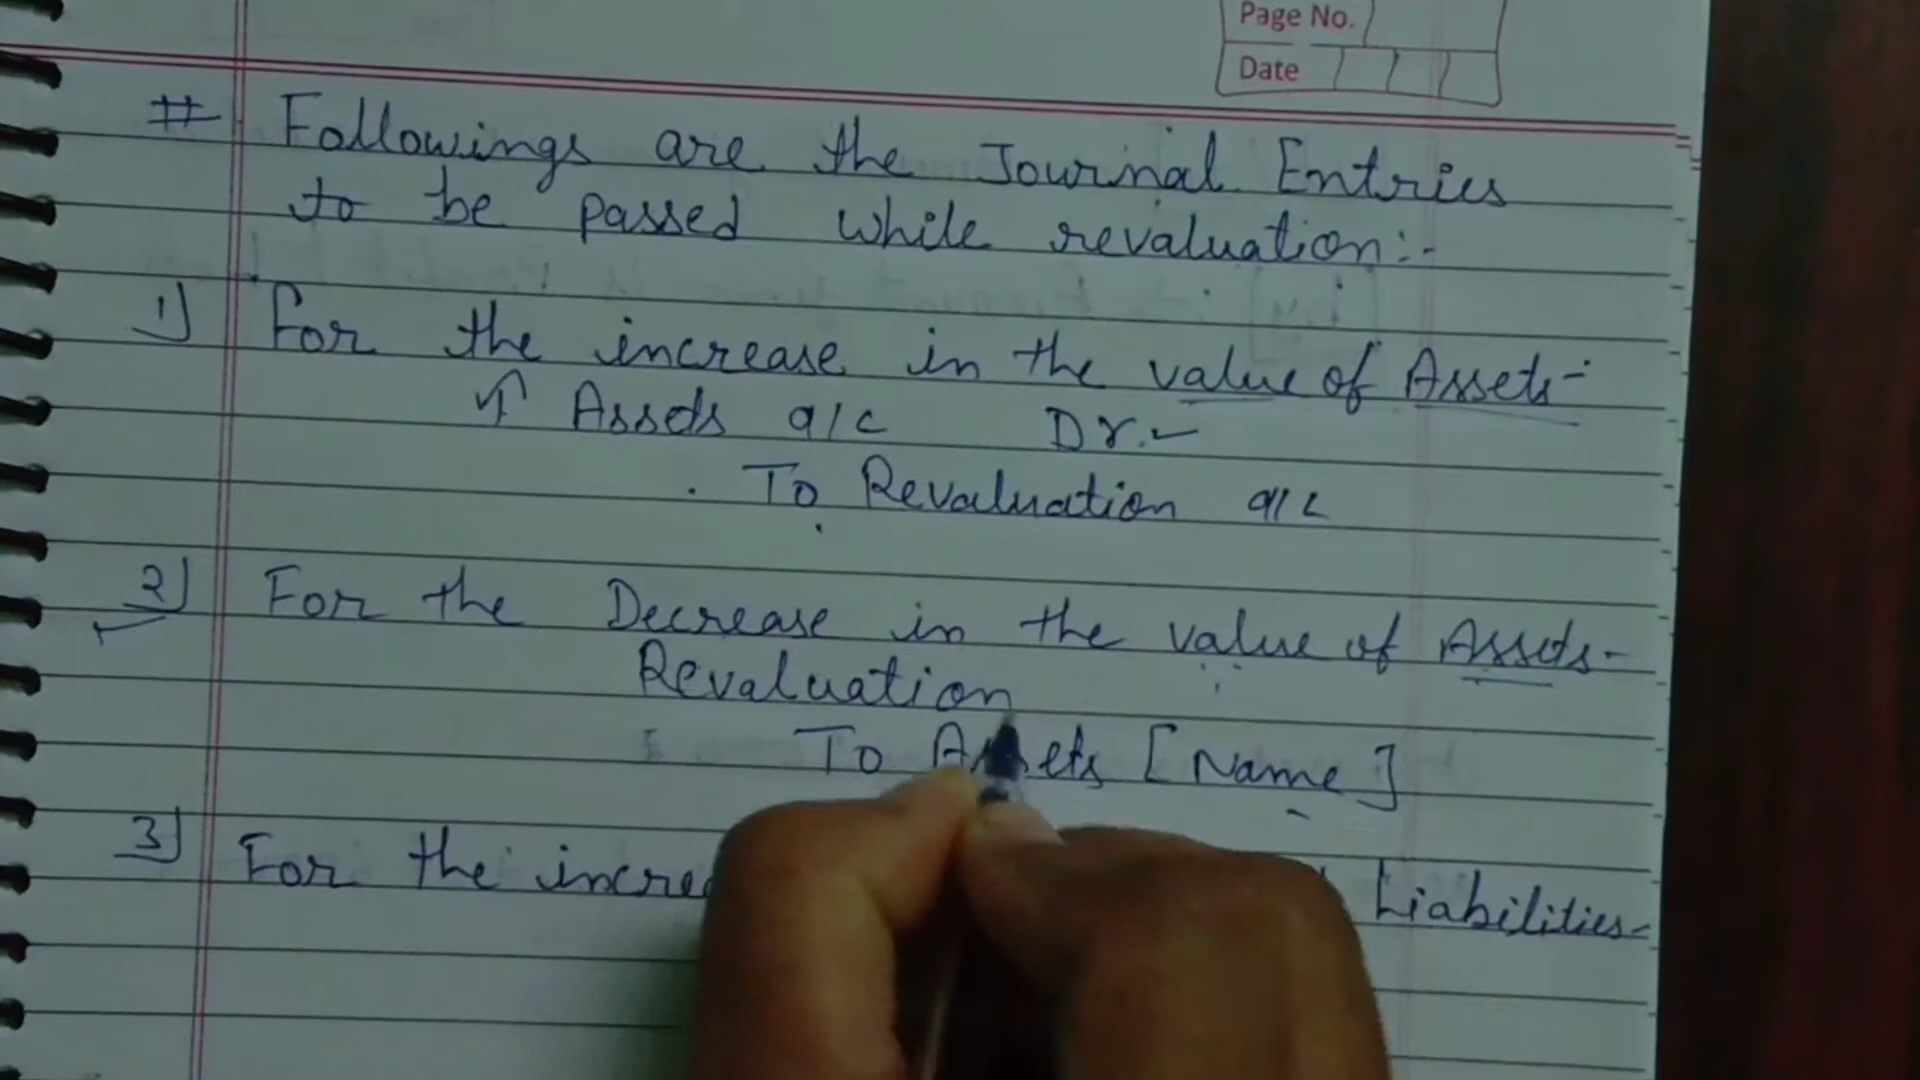 Page No.
Date
# Followings are the Journal Entries
to be passed while revaluation:-
1) For the increase in the value of Assets-
↑ Assets a/c Dr.-
To Revaluation a/c
2) For the Decrease in the value of Assets-
Revaluation
To Assets [Name]
3) For the Liabilities-